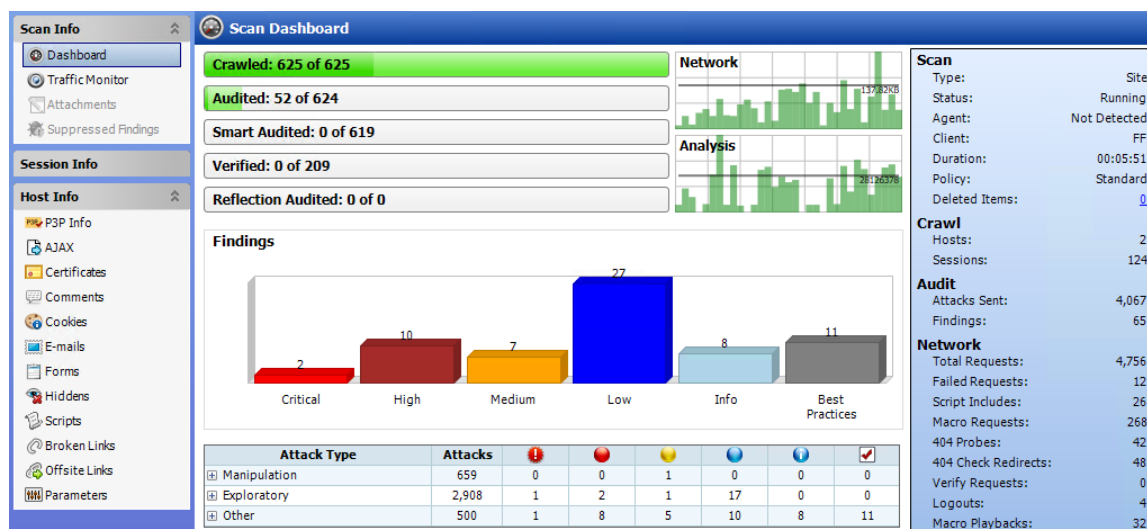 Scan Info
Dashboard
Traffic Monitor
Attachments
Suppressed Findings
Session Info
Host Info
P3P P3P Info
AJAX
Certificates
Comments
Cookies
E-mails
Forms
Hiddens
Scripts
Broken Links
Offsite Links
Parameters
Scan Dashboard
Crawled: 625 of 625
Audited: 52 of 624
Smart Audited: 0 of 619
Verified: 0 of 209
Reflection Audited: 0 of 0
Network
137.82KB
Analysis
28126378
Findings
2 10 7 27 8 11
Critical High Medium Low Info Best Practices
Attack Type Attacks
Manipulation 659 0 0 1 0 0 0
Exploratory 2,908 1 2 1 17 0 0
Other 500 1 8 5 10 8 11
Scan
Type: Site
Status: Running
Agent: Not Detected
Client: FF
Duration: 00:05:51
Policy: Standard
Deleted Items: 0
Crawl
Hosts: 2
Sessions: 124
Audit
Attacks Sent: 4,067
Findings: 65
Network
Total Requests: 4,756
Failed Requests: 12
Script Includes: 26
Macro Requests: 268
404 Probes: 42
404 Check Redirects: 48
Verify Requests: 0
Logouts: 4
Macro Playbacks: 32